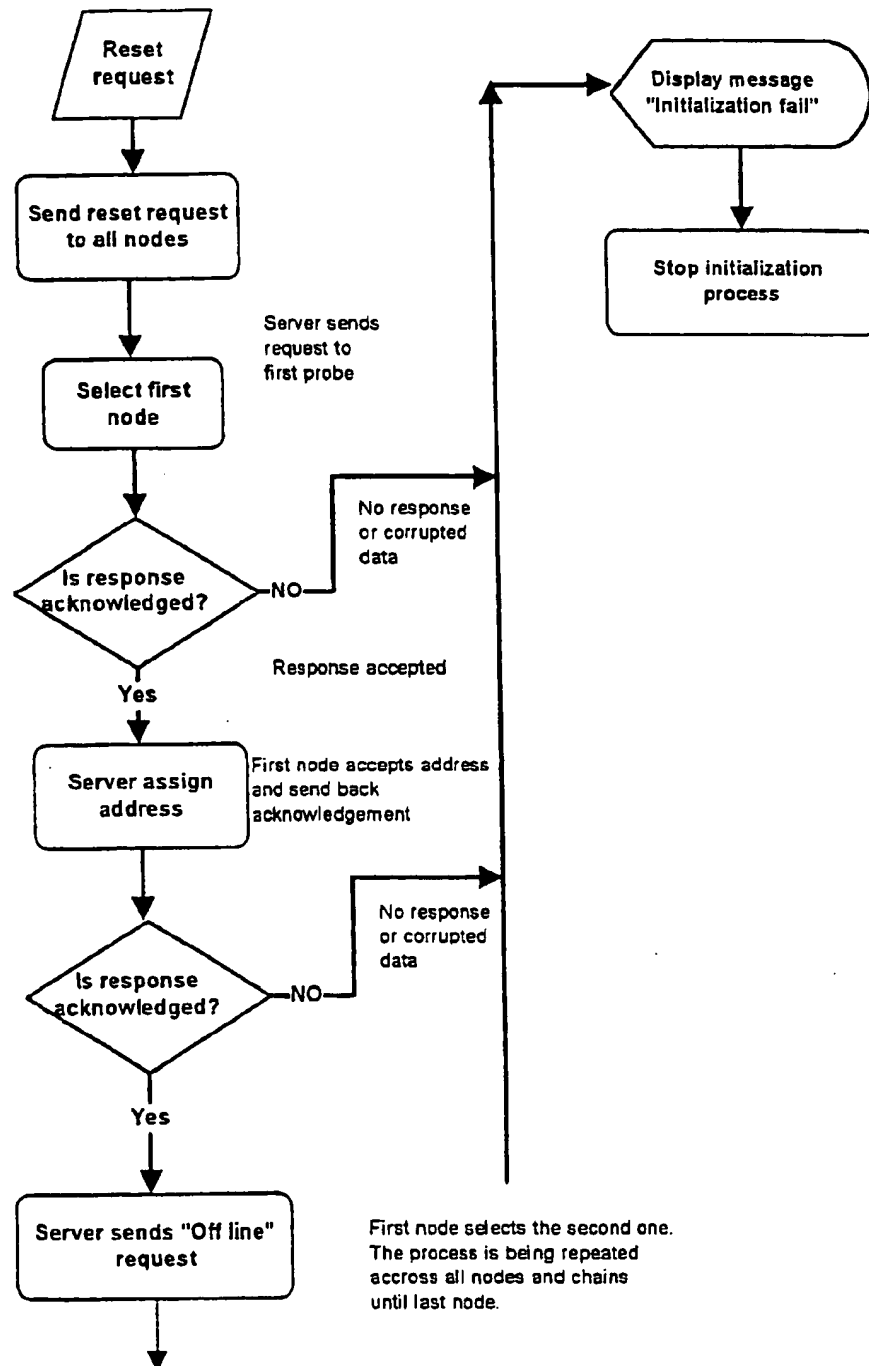 Reset
request
Send reset request
to all nodes
Server sends
request to
first probe
Select first
node
No response
or corrupted
data
Is response
acknowledged?
NO
Response accepted
Yes
Server assign
address
First node accepts address
and send back
acknowledgement
No response
or corrupted
data
Is response
acknowledged?
NO
Yes
Server sends "Off line"
request
First node selects the second one.
The process is being repeated
accross all nodes and chains
until last node.
Display message
"Initialization fail"
Stop initialization
process